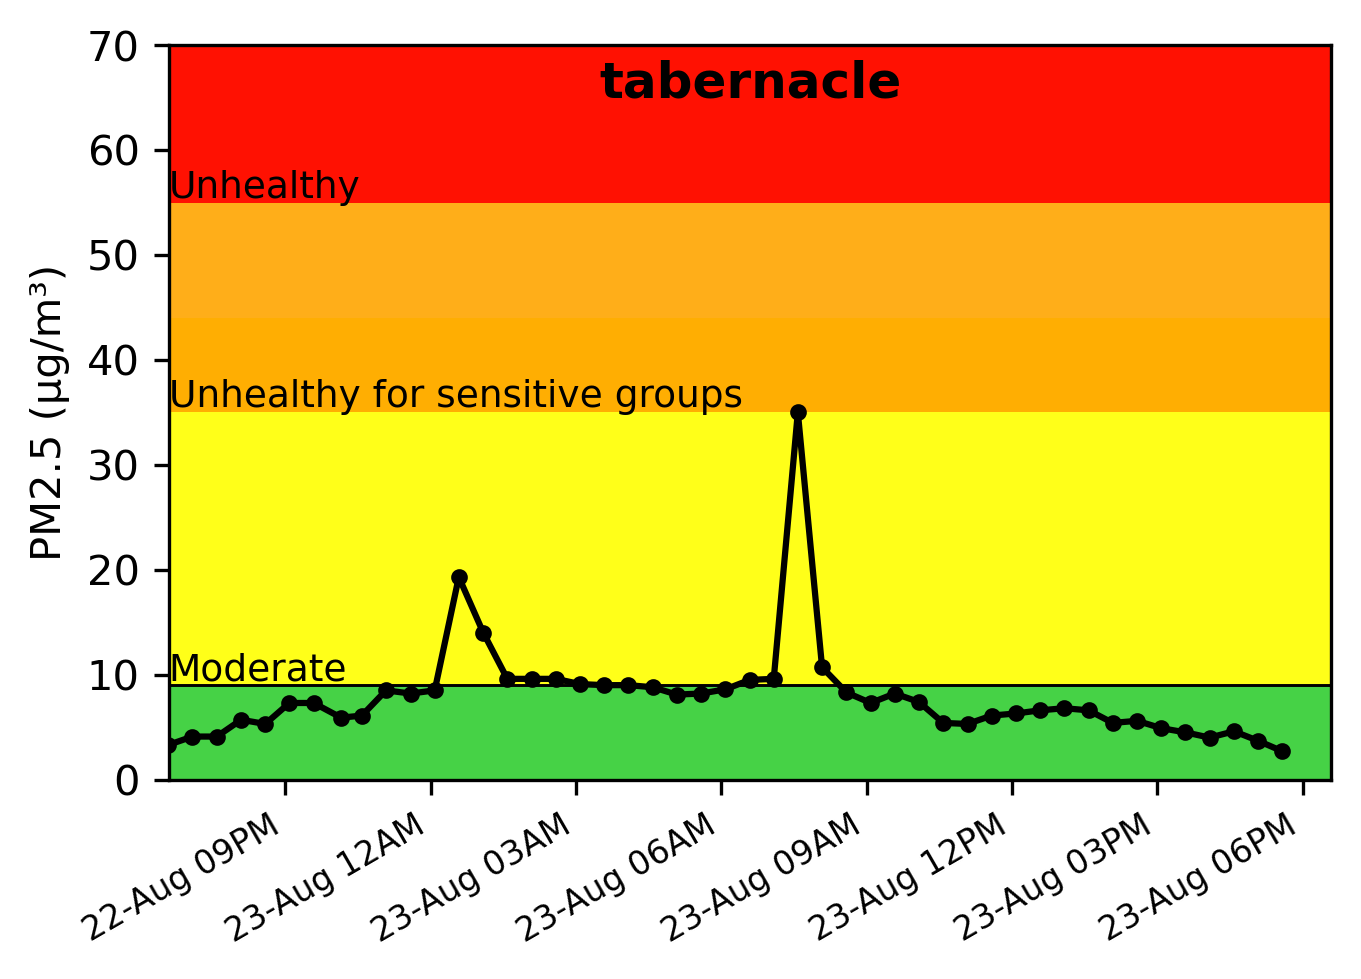 tabernacle
70
60
50
40
30
20
10
0
PM2.5 (µg/m³)
Unhealthy
Unhealthy for sensitive groups
Moderate
22-Aug 09PM
23-Aug 12AM
23-Aug 03AM
23-Aug 06AM
23-Aug 09AM
23-Aug 12PM
23-Aug 03PM
23-Aug 06PM